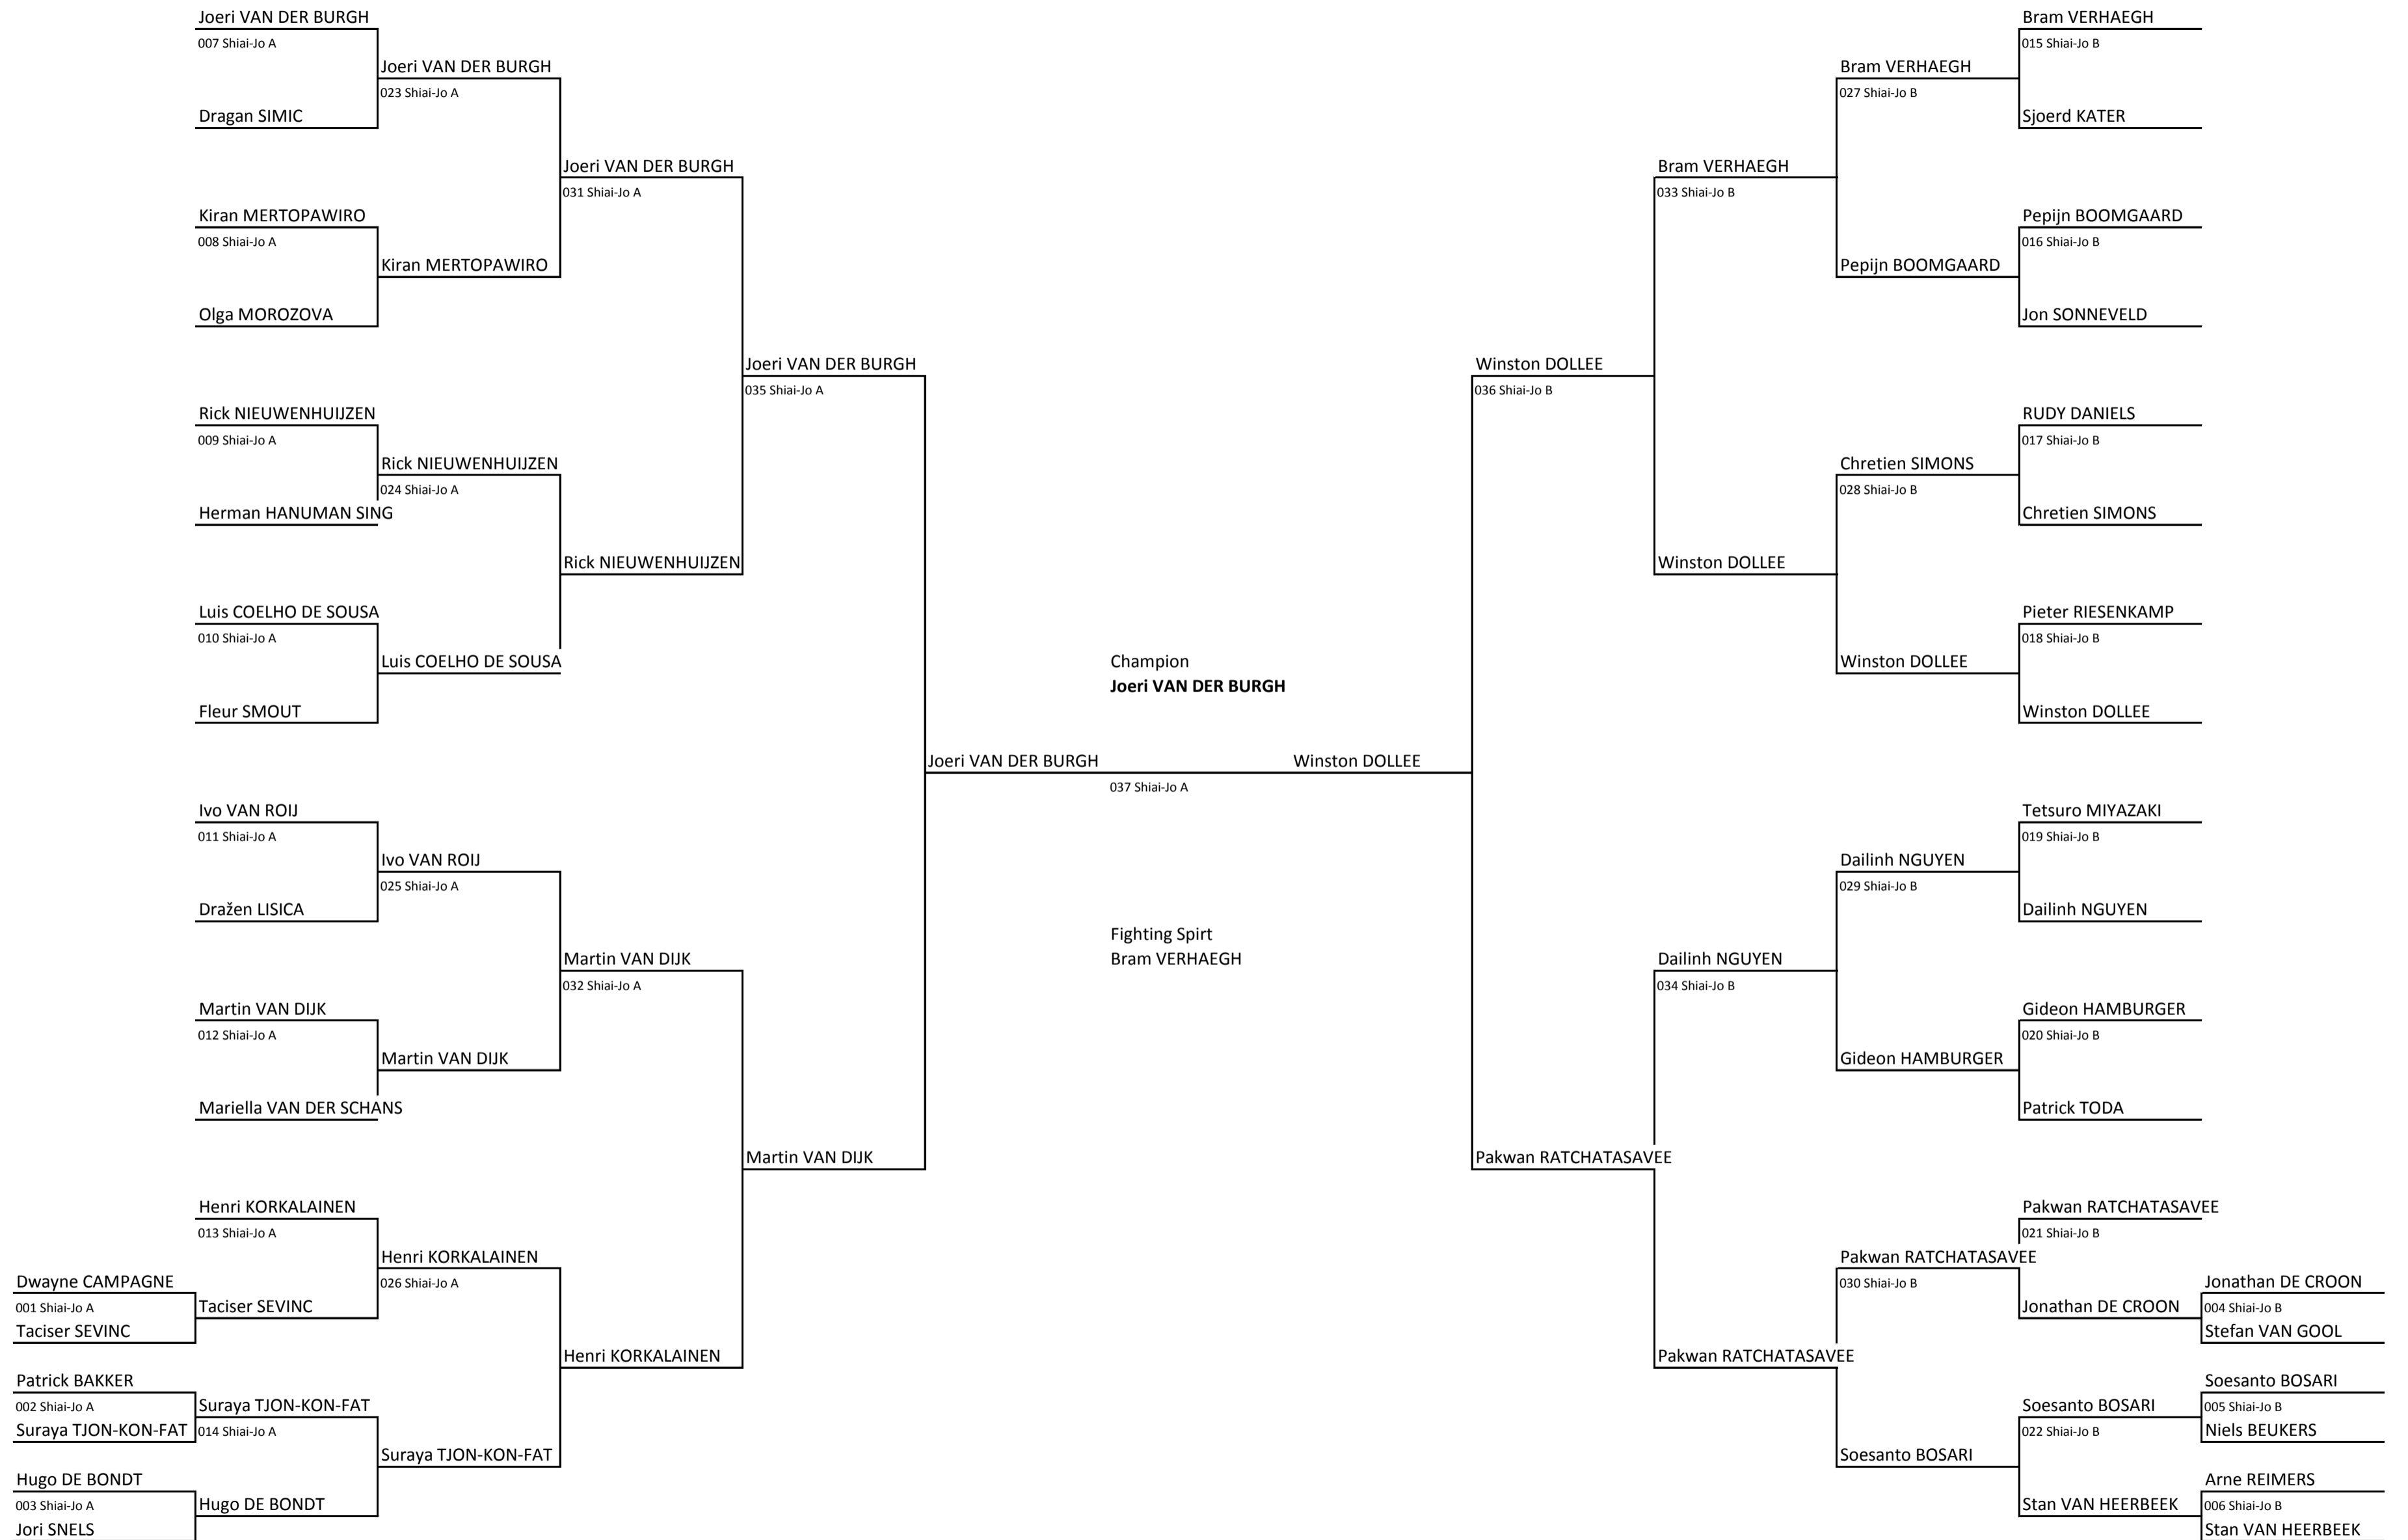 Joeri VAN DER BURGH
007 Shiai-Jo A
Dragan SIMIC
Kiran MERTOPAWIRO
008 Shiai-Jo A
Olga MOROZOVA
Rick NIEUWENHUIJZEN
009 Shiai-Jo A
Herman HANUMAN SING
Luis COELHO DE SOUSA
010 Shiai-Jo A
Fleur SMOUT
Ivo VAN ROIJ
011 Shiai-Jo A
Dražen LISICA
Martin VAN DIJK
012 Shiai-Jo A
Mariella VAN DER SCHANS
Henri KORKALAINEN
013 Shiai-Jo A
Dwayne CAMPAGNE
001 Shiai-Jo A
Taciser SEVINC
Taciser SEVINC
Patrick BAKKER
002 Shiai-Jo A
Suraya TJON-KON-FAT
Suraya TJON-KON-FAT
014 Shiai-Jo A
Hugo DE BONDT
003 Shiai-Jo A
Jori SNELS
Hugo DE BONDT
Joeri VAN DER BURGH
023 Shiai-Jo A
Kiran MERTOPAWIRO
Rick NIEUWENHUIJZEN
024 Shiai-Jo A
Luis COELHO DE SOUSA
Ivo VAN ROIJ
025 Shiai-Jo A
Martin VAN DIJK
Henri KORKALAINEN
026 Shiai-Jo A
Suraya TJON-KON-FAT
Joeri VAN DER BURGH
031 Shiai-Jo A
Rick NIEUWENHUIJZEN
Martin VAN DIJK
032 Shiai-Jo A
Henri KORKALAINEN
Joeri VAN DER BURGH
035 Shiai-Jo A
Martin VAN DIJK
Champion
Joeri VAN DER BURGH
Joeri VAN DER BURGH
037 Shiai-Jo A
Winston DOLLEE
Fighting Spirt
Bram VERHAEGH
Winston DOLLEE
036 Shiai-Jo B
Pakwan RATCHATASAVEE
Bram VERHAEGH
033 Shiai-Jo B
Winston DOLLEE
Dailinh NGUYEN
034 Shiai-Jo B
Pakwan RATCHATASAVEE
Bram VERHAEGH
027 Shiai-Jo B
Pepijn BOOMGAARD
Chretien SIMONS
028 Shiai-Jo B
Winston DOLLEE
Dailinh NGUYEN
029 Shiai-Jo B
Gideon HAMBURGER
Pakwan RATCHATASAVEE
030 Shiai-Jo B
Soesanto BOSARI
Bram VERHAEGH
015 Shiai-Jo B
Sjoerd KATER
Pepijn BOOMGAARD
016 Shiai-Jo B
Jon SONNEVELD
RUDY DANIELS
017 Shiai-Jo B
Chretien SIMONS
Pieter RIESENKAMP
018 Shiai-Jo B
Winston DOLLEE
Tetsuro MIYAZAKI
019 Shiai-Jo B
Dailinh NGUYEN
Gideon HAMBURGER
020 Shiai-Jo B
Patrick TODA
Pakwan RATCHATASAVEE
021 Shiai-Jo B
Jonathan DE CROON
Jonathan DE CROON
004 Shiai-Jo B
Stefan VAN GOOL
Soesanto BOSARI
022 Shiai-Jo B
Soesanto BOSARI
005 Shiai-Jo B
Niels BEUKERS
Stan VAN HEERBEEK
Arne REIMERS
006 Shiai-Jo B
Stan VAN HEERBEEK